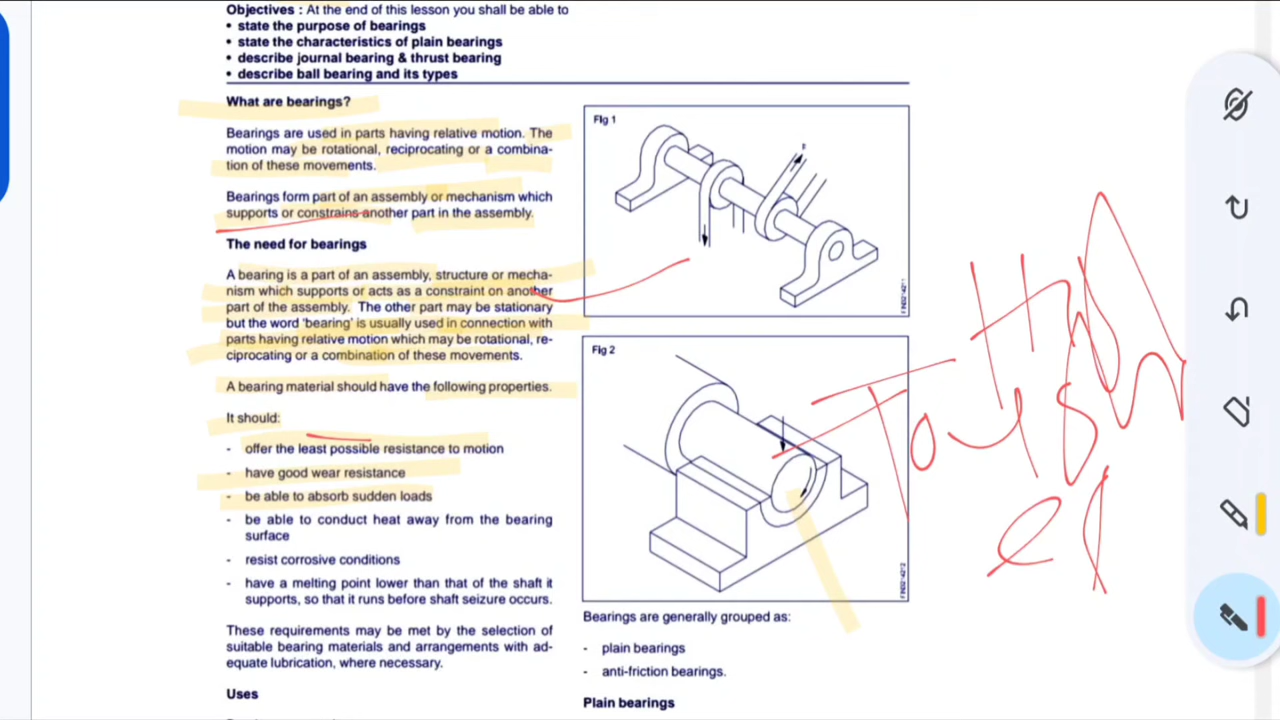 Objectives : At the end of this lesson you shall be able to
• state the purpose of bearings
• state the characteristics of plain bearings
• describe journal bearing & thrust bearing
• describe ball bearing and its types
What are bearings?
Bearings are used in parts having relative motion. The
motion may be rotational, reciprocating or a combina-
tion of these movements.
Bearings form part of an assembly or mechanism which
supports or constrains another part in the assembly.
The need for bearings
A bearing is a part of an assembly, structure or mecha-
nism which supports or acts as a constraint on another
part of the assembly. The other part may be stationary
but the word 'bearing' is usually used in connection with
parts having relative motion which may be rotational, re-
ciprocating or a combination of these movements.
A bearing material should have the following properties.
It should:
- offer the least possible resistance to motion
- have good wear resistance
- be able to absorb sudden loads
- be able to conduct heat away from the bearing
surface
- resist corrosive conditions
- have a melting point lower than that of the shaft it
supports, so that it runs before shaft seizure occurs.
These requirements may be met by the selection of
suitable bearing materials and arrangements with ad-
equate lubrication, where necessary.
Uses
Fig 1
Fig 2
Bearings are generally grouped as:
- plain bearings
- anti-friction bearings.
Plain bearings
To